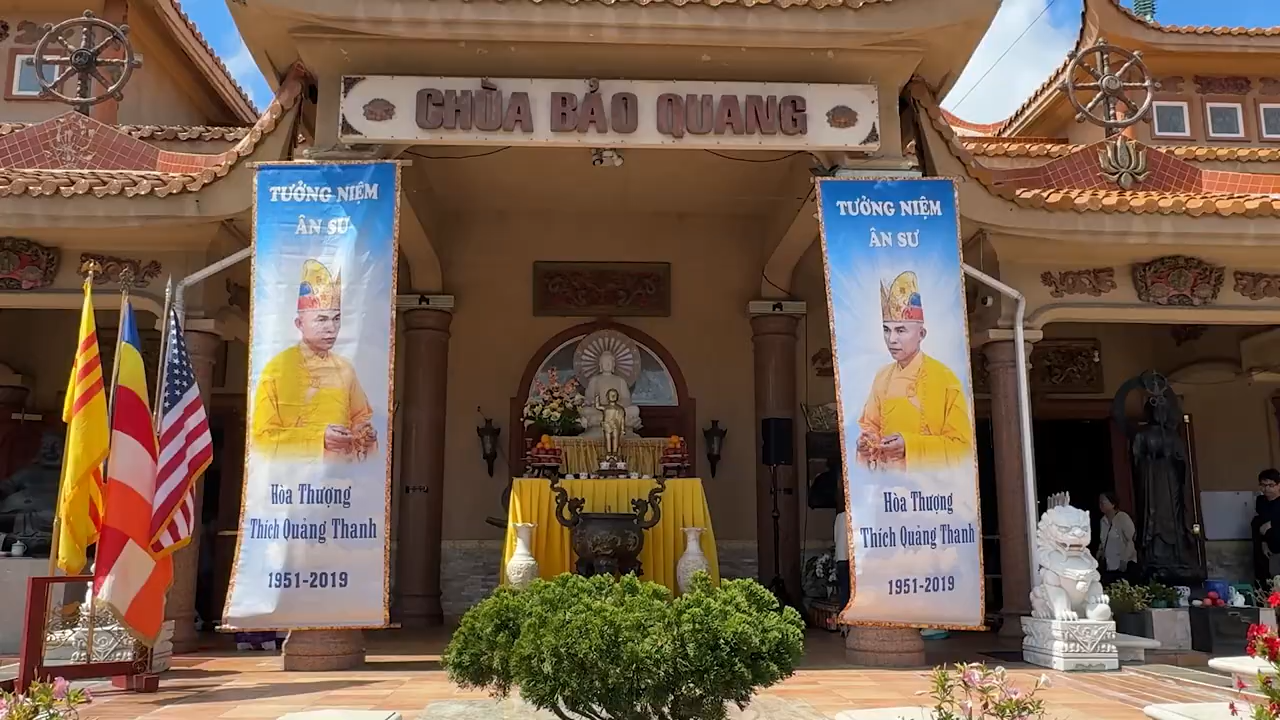 CHÙA BẢO QUANG
TƯỞNG NIỆM
ÂN SƯ
Hòa Thượng
Thích Quảng Thanh
1951-2019
TƯỞNG NIỆM
ÂN SƯ
Hòa Thượng
Thích Quảng Thanh
1951-2019